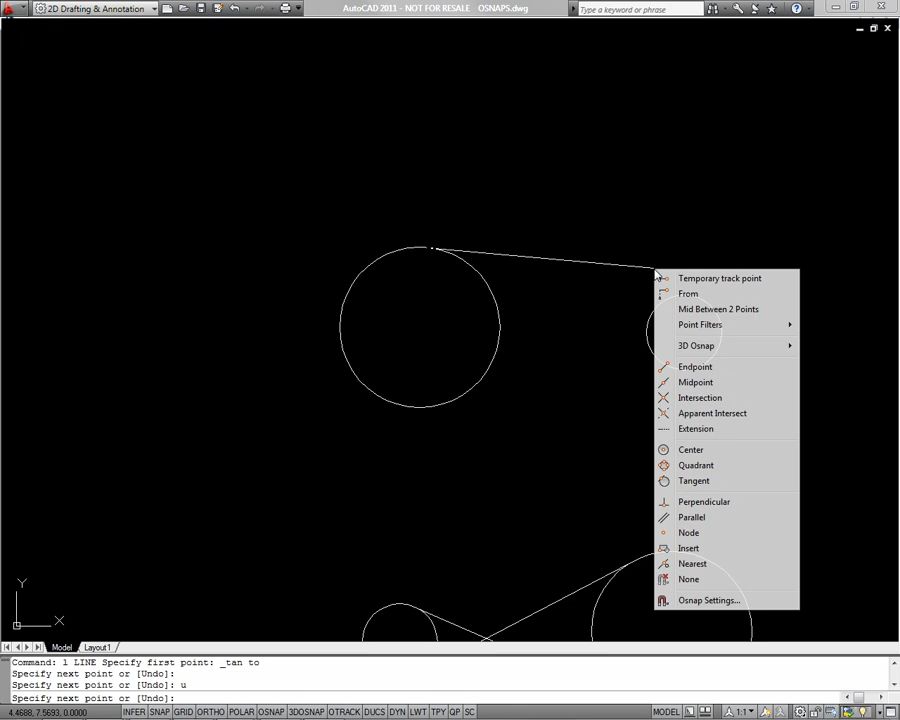 2D Drafting & Annotation
AutoCAD 2011 - NOT FOR RESALE OSNAPS.dwg
Type a keyword or phrase
Temporary track point
From
Mid Between 2 Points
Point Filters
3D Osnap
Endpoint
Midpoint
Intersection
Apparent Intersect
Extension
Center
Quadrant
Tangent
Perpendicular
Parallel
Node
Insert
Nearest
None
Osnap Settings...
Y
X
Model Layout1
Command: l LINE Specify first point: _tan to
Specify next point or [Undo]:
Specify next point or [Undo]: u
Specify next point or [Undo]:
4.4688, 7.5693, 0.0000 INFER SNAP GRID ORTHO POLAR OSNAP 3DOSNAP OTRACK DUCS DYN LWT TPY QP SC MODEL 1:1